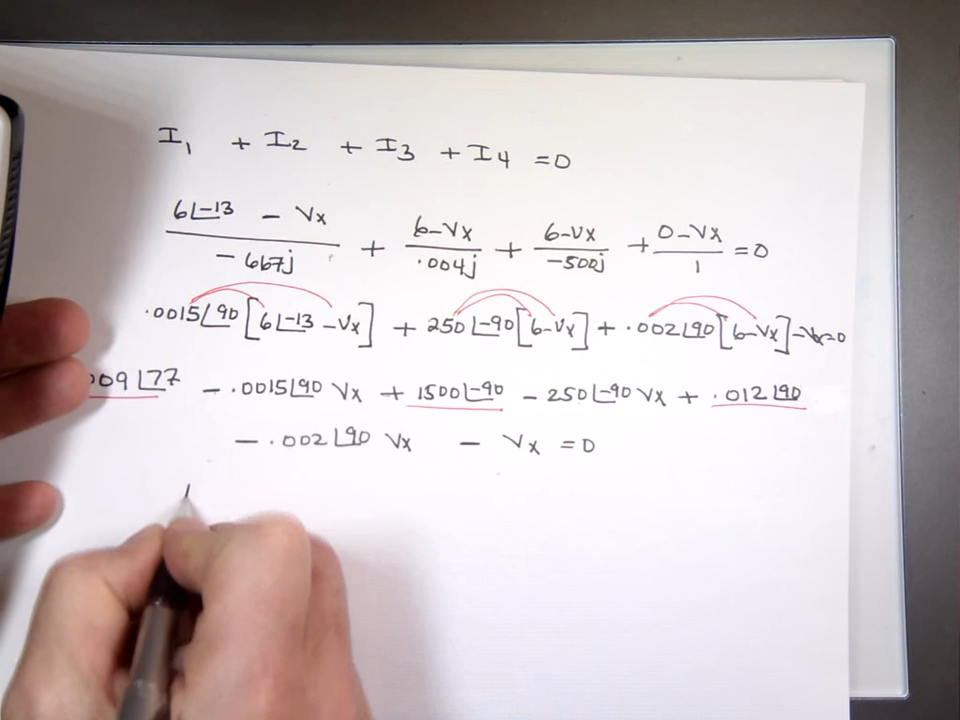 I₁ + I₂ + I₃ + I₄ = 0
(6∠-13 - Vx)/(-667j) + (6-Vx)/(.004j) + (6-Vx)/(-500j) + (0-Vx)/1 = 0
.0015∠90 [6∠-13 - Vx] + 250∠-90 [6-Vx] + .002∠90 [6-Vx] - Vx = 0
009∠77 - .0015∠90 Vx + 1500∠-90 - 250∠-90 Vx + .012∠90
- .002∠90 Vx - Vx = 0